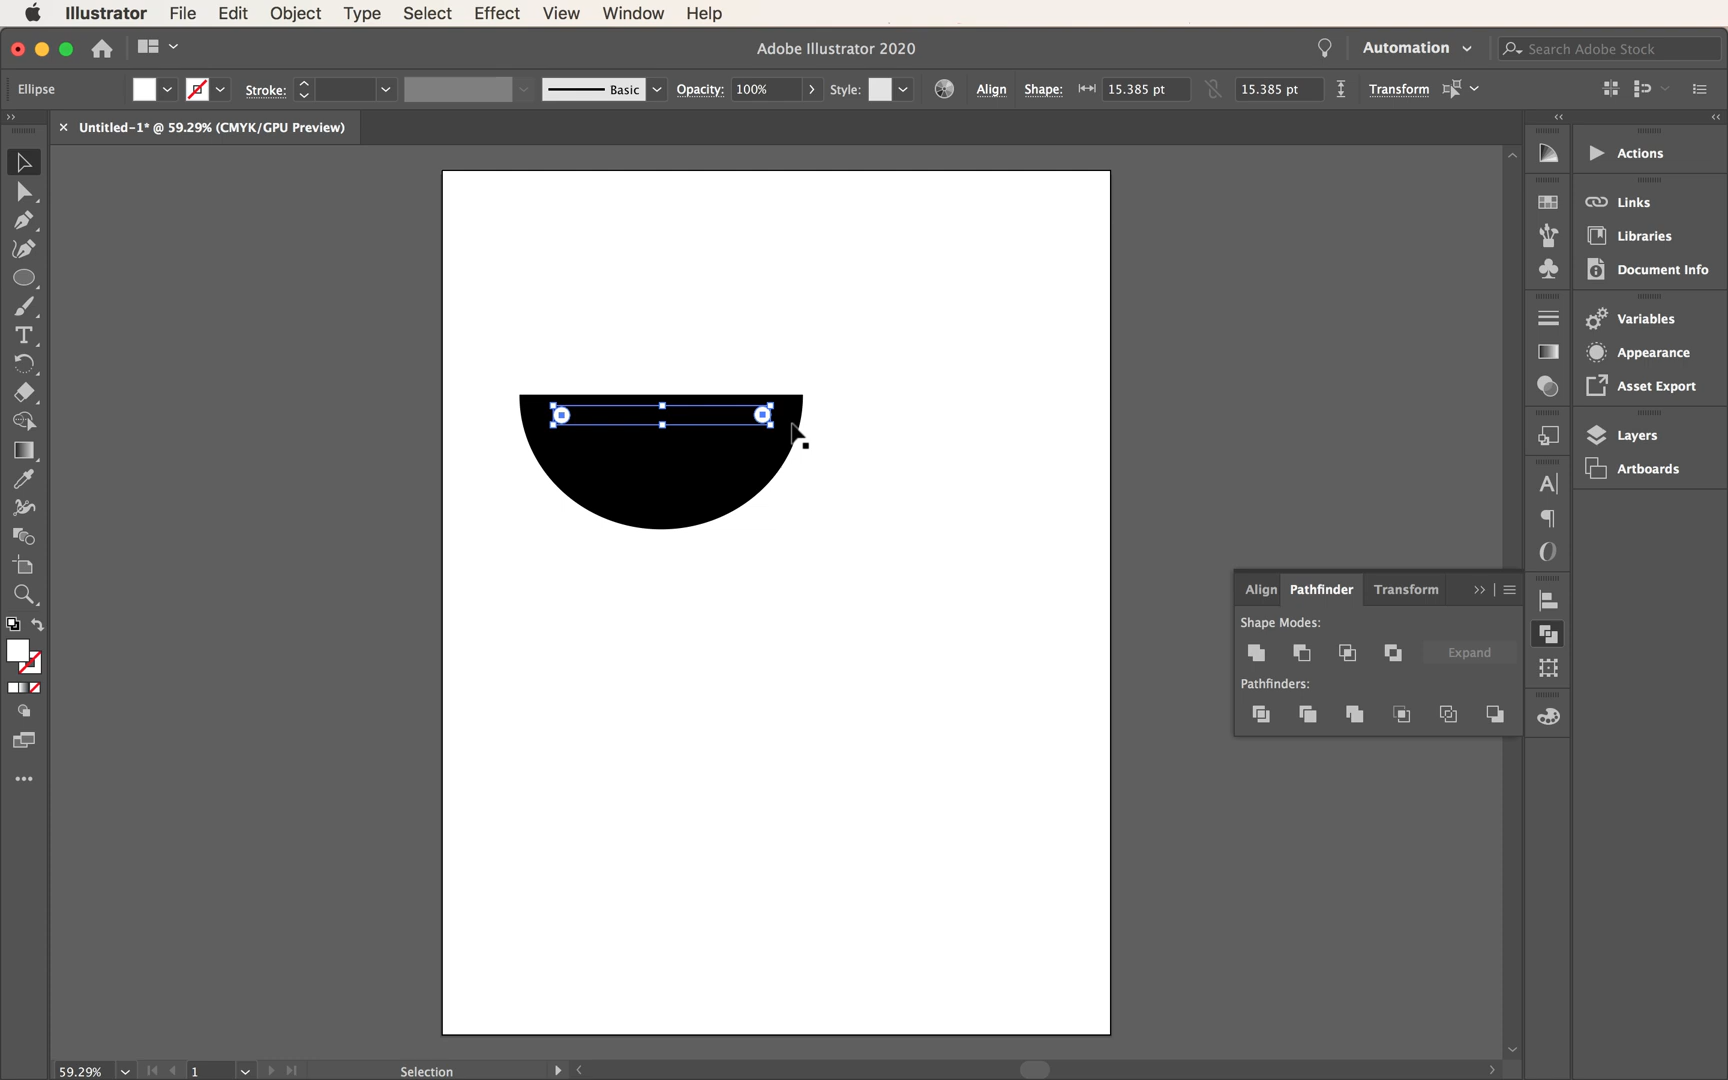 Illustrator File Edit Object Type Select Effect View Window Help
Adobe Illustrator 2020
Automation
Search Adobe Stock
Ellipse
Stroke:
Basic
Opacity: 100%
Style:
Align
Shape: 15.385 pt
15.385 pt
Transform
Untitled-1* @ 59.29% (CMYK/GPU Preview)
Actions
Links
Libraries
Document Info
Variables
Appearance
Asset Export
Layers
Artboards
Align Pathfinder Transform
Shape Modes:
Expand
Pathfinders:
59.29%
1
Selection